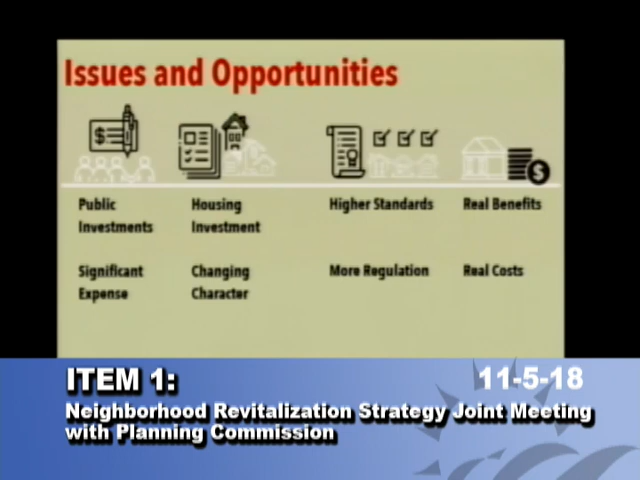 Issues and Opportunities
$
$
Public Investments
Housing Investment
Higher Standards
Real Benefits
Significant Expense
Changing Character
More Regulation
Real Costs
ITEM 1:
11-5-18
Neighborhood Revitalization Strategy Joint Meeting
with Planning Commission